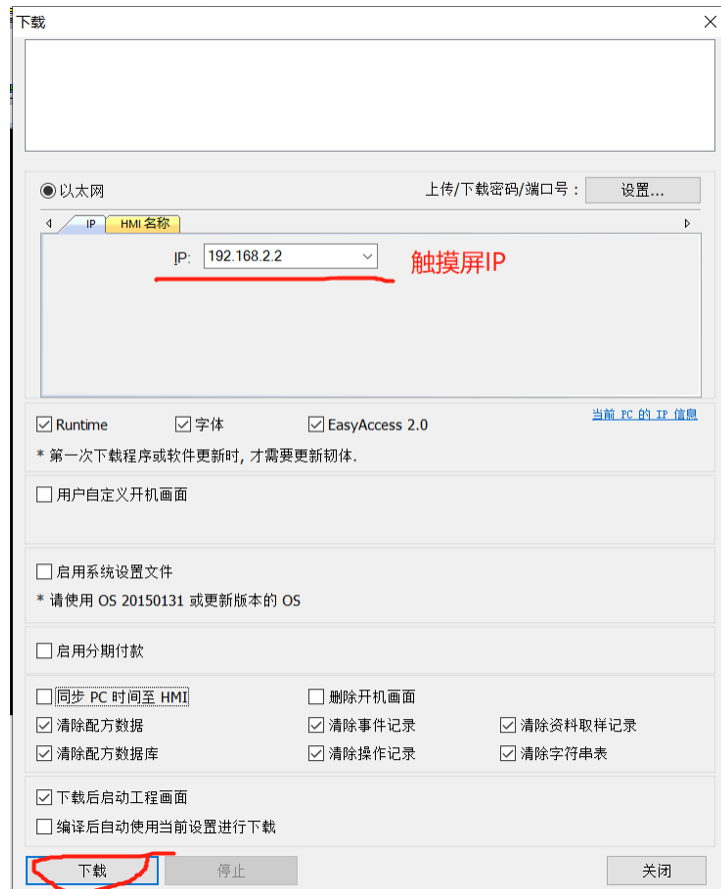 下载
以太网 上传/下载密码/端口号： 设置...
IP HMI 名称
IP: 192.168.2.2 触摸屏IP
当前 PC 的 IP 信息
Runtime 字体 EasyAccess 2.0
* 第一次下载程序或软件更新时, 才需要更新韧体.
用户自定义开机画面
启用系统设置文件
* 请使用 OS 20150131 或更新版本的 OS
启用分期付款
同步 PC 时间至 HMI 删除开机画面
清除配方数据 清除事件记录 清除资料取样记录
清除配方数据库 清除操作记录 清除字符串表
下载后启动工程画面
编译后自动使用当前设置进行下载
下载 停止 关闭